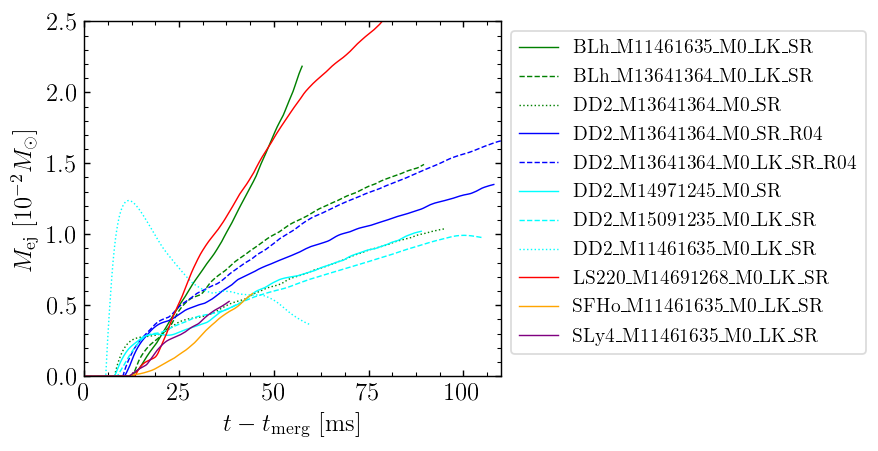 2.5
2.0
1.5
1.0
0.5
0.0
0
25
50
75
100
M_ej [10^{-2} M_⊙]
t − t_merg [ms]
BLh_M11461635_M0_LK_SR
BLh_M13641364_M0_LK_SR
DD2_M13641364_M0_SR
DD2_M13641364_M0_SR_R04
DD2_M13641364_M0_LK_SR_R04
DD2_M14971245_M0_SR
DD2_M15091235_M0_LK_SR
DD2_M11461635_M0_LK_SR
LS220_M14691268_M0_LK_SR
SFHo_M11461635_M0_LK_SR
SLy4_M11461635_M0_LK_SR